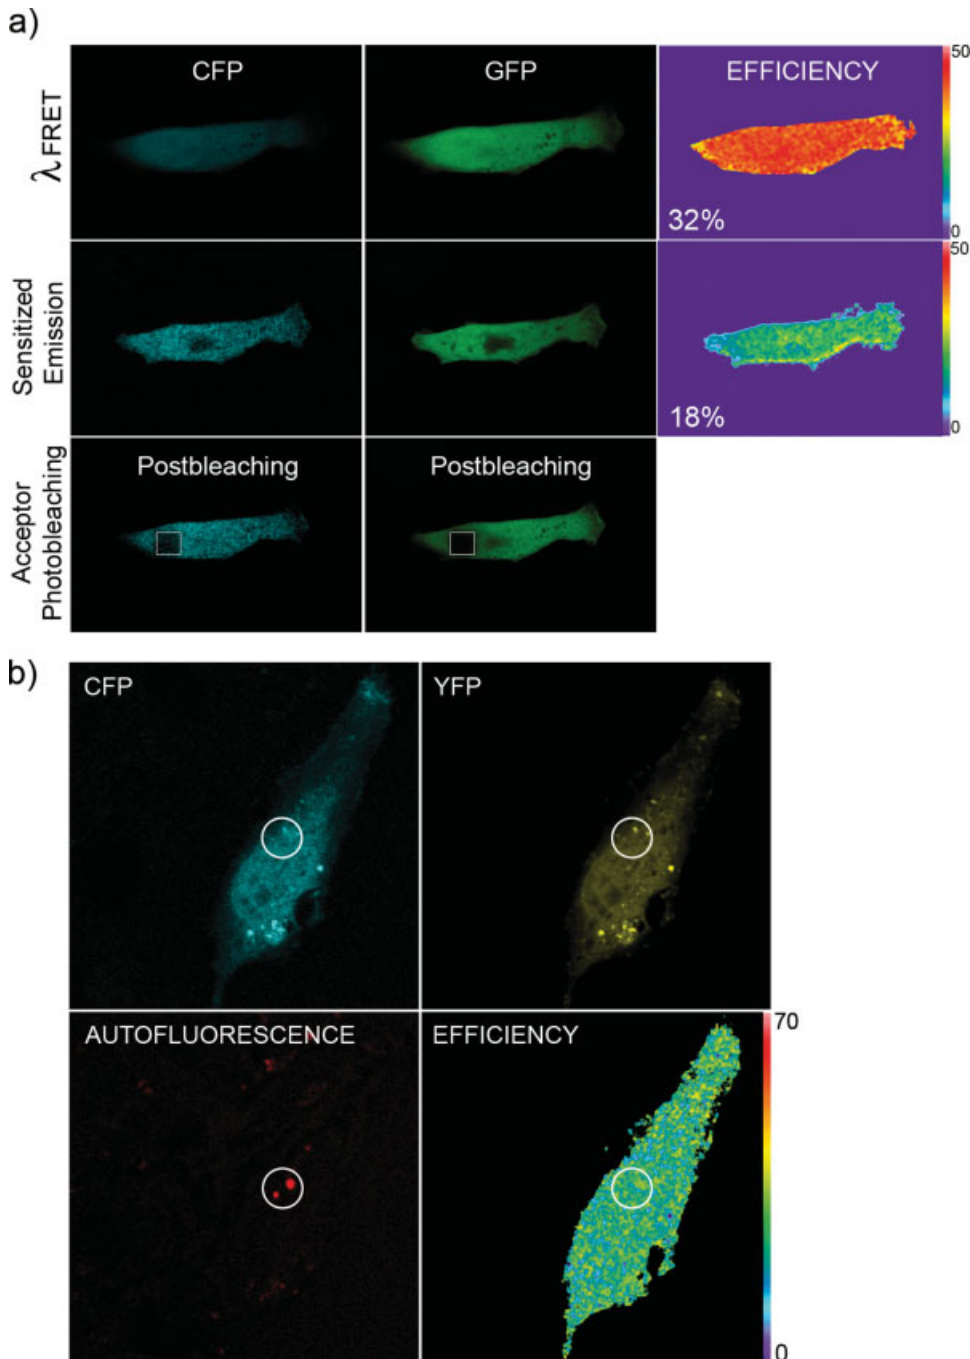 a)
CFP
GFP
EFFICIENCY
50
λFRET
32%
0
50
Sensitized
Emission
18%
0
Acceptor
Photobleaching
Postbleaching
Postbleaching
b)
CFP
YFP
AUTOFLUORESCENCE
EFFICIENCY
70
0